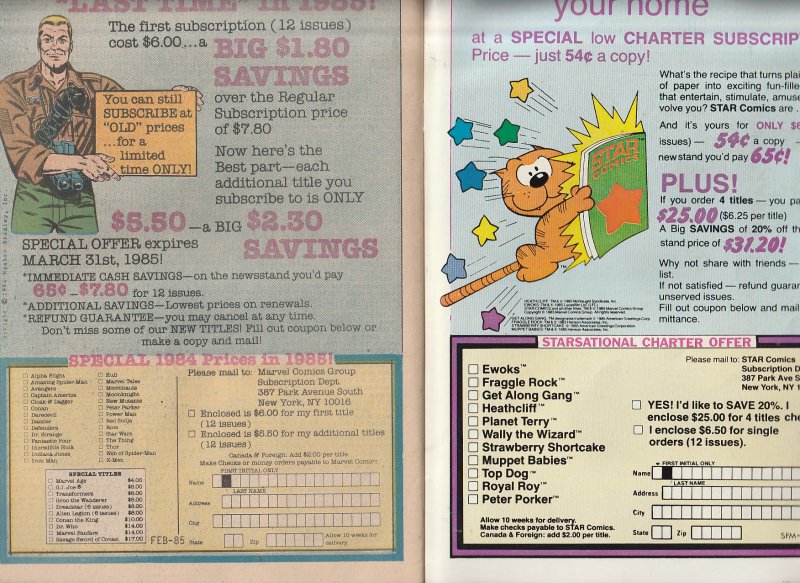 "LAST TIME" in 1985!
The first subscription (12 issues)
cost $6.00...a BIG $1.80
SAVINGS
over the Regular
Subscription price
of $7.80
You can still
SUBSCRIBE at
"OLD" prices
...for a
limited
time ONLY!
Now here's the
Best part—each
additional title you
subscribe to is ONLY
$5.50—a BIG $2.30
SAVINGS
SPECIAL OFFER expires
MARCH 31st, 1985!
*IMMEDIATE CASH SAVINGS—on the newsstand you'd pay
65¢ – $7.80 for 12 issues.
*ADDITIONAL SAVINGS—Lowest prices on renewals.
*REFUND GUARANTEE—you may cancel at any time.
Don't miss some of our NEW TITLES! Fill out coupon below or
make a copy and mail!
SPECIAL 1984 Prices in 1985!
Alpha Flight
Amazing Spider-Man
Avengers
Captain America
Cloak & Dagger
Conan
Daredevil
Dazzler
Defenders
Dr. Strange
Fantastic Four
Incredible Hulk
Indiana Jones
Iron Man
Kull
Marvel Tales
Micronauts
Moonknight
New Mutants
Peter Parker
Power Man
Red Sonja
Rom
Star Wars
The Thing
Thor
Web of Spider-Man
X-Men
SPECIAL TITLES
Marvel Age $4.00
G.I. Joe ® $6.00
Transformers $6.00
Groo the Wanderer $6.00
Dreadstar (6 issues) $8.00
Alien Legion (6 issues) $8.00
Conan the King $10.00
Dr. Who $14.00
Marvel Fanfare $14.00
Savage Sword of Conan $17.00
FEB-85
Please mail to: Marvel Comics Group
Subscription Dept.
387 Park Avenue South
New York, NY 10016
Enclosed is $6.00 for my first title
(12 issues)
Enclosed is $5.50 for my additional titles
(12 issues)
Canada & Foreign: Add $2.00 per title.
Make Checks or money orders payable to Marvel Comics
FIRST INITIAL ONLY
Name
LAST NAME
Address
City
State Zip
Allow 10 weeks for
delivery.
your home
at a SPECIAL low CHARTER SUBSCRIP
Price — just 54¢ a copy!
STAR
COMICS
What's the recipe that turns plai
of paper into exciting fun-fille
that entertain, stimulate, amuse
volve you? STAR Comics are
And it's yours for ONLY $6
issues) — 54¢ a copy —
newstand you'd pay 65¢!
PLUS!
If you order 4 titles — you pa
$25.00 ($6.25 per title)
A Big SAVINGS of 20% off th
stand price of $31.20!
Why not share with friends —
list.
If not satisfied — refund guarar
unserved issues.
Fill out coupon below and mail
mittance.
STARSATIONAL CHARTER OFFER
Ewoks™
Fraggle Rock™
Get Along Gang™
Heathcliff™
Planet Terry™
Wally the Wizard™
Strawberry Shortcake
Muppet Babies™
Top Dog™
Royal Roy™
Peter Porker™
Allow 10 weeks for delivery.
Make checks payable to STAR Comics.
Canada & Foreign: add $2.00 per title.
Please mail to: STAR Comics
Subscription D
387 Park Ave S
New York, NY 1
YES! I'd like to SAVE 20%. I
enclose $25.00 for 4 titles che
I enclose $6.50 for single
orders (12 issues).
FIRST INITIAL ONLY
Name
LAST NAME
Address
City
State Zip
SFM-